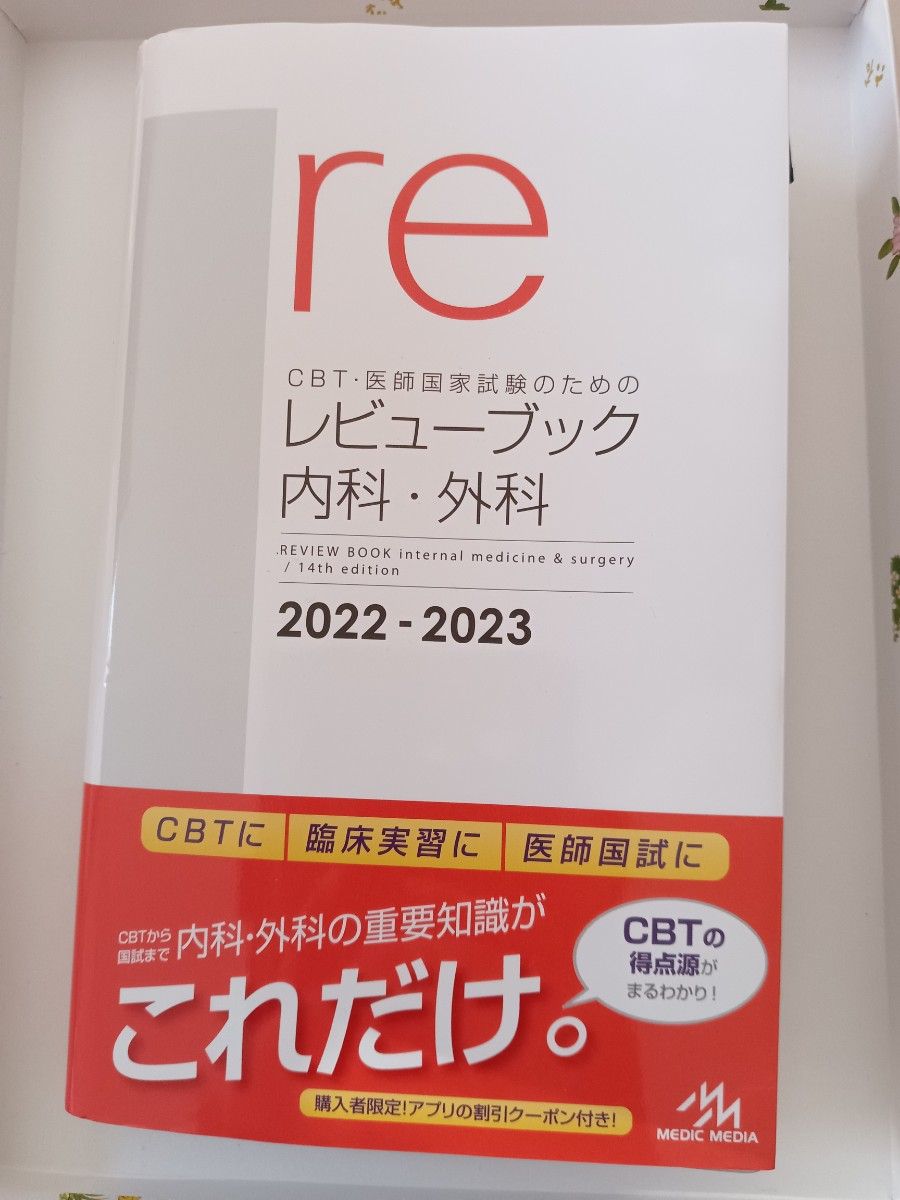 re
CBT・医師国家試験のための
レビューブック
内科・外科
REVIEW BOOK internal medicine & surgery
/ 14th edition
2022-2023
CBTに
臨床実習に
医師国試に
CBTから
国試まで
内科・外科の重要知識が
これだけ。
CBTの
得点源が
まるわかり!
購入者限定!アプリの割引クーポン付き!
MEDIC MEDIA